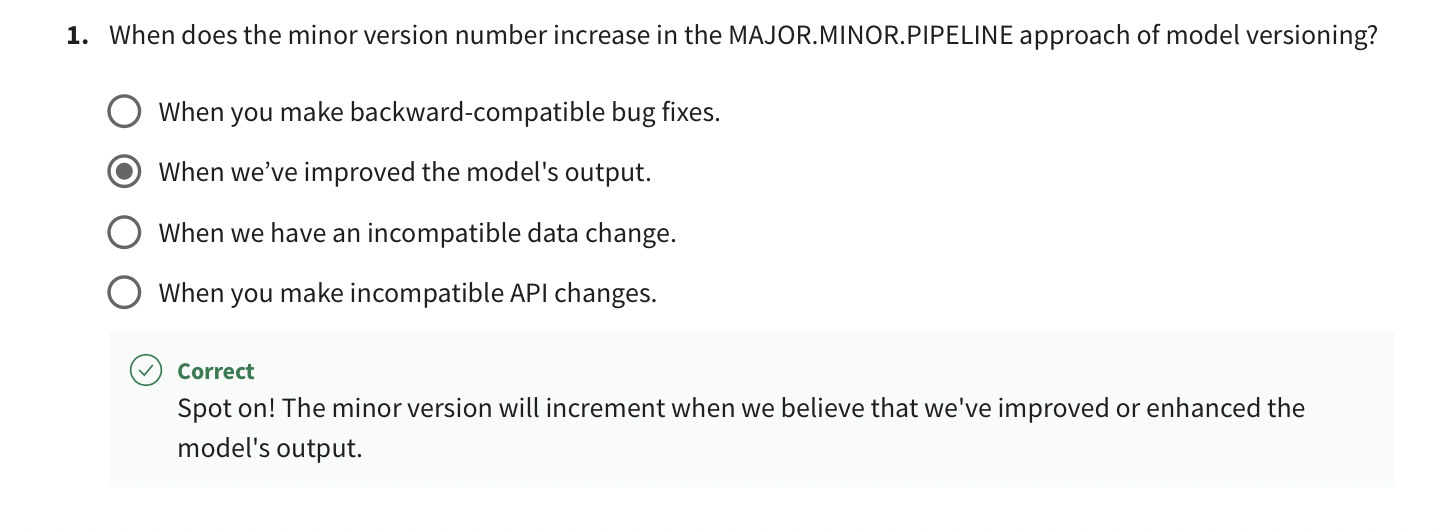 1. When does the minor version number increase in the MAJOR.MINOR.PIPELINE approach of model versioning?
When you make backward-compatible bug fixes.
When we’ve improved the model's output.
When we have an incompatible data change.
When you make incompatible API changes.
Correct
Spot on! The minor version will increment when we believe that we've improved or enhanced the
model's output.